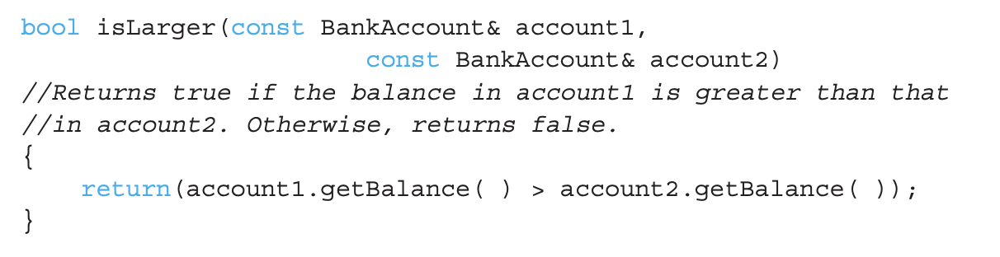 bool isLarger(const BankAccount& account1,
                       const BankAccount& account2)
//Returns true if the balance in account1 is greater than that
//in account2. Otherwise, returns false.
{
    return(account1.getBalance( ) > account2.getBalance( ));
}